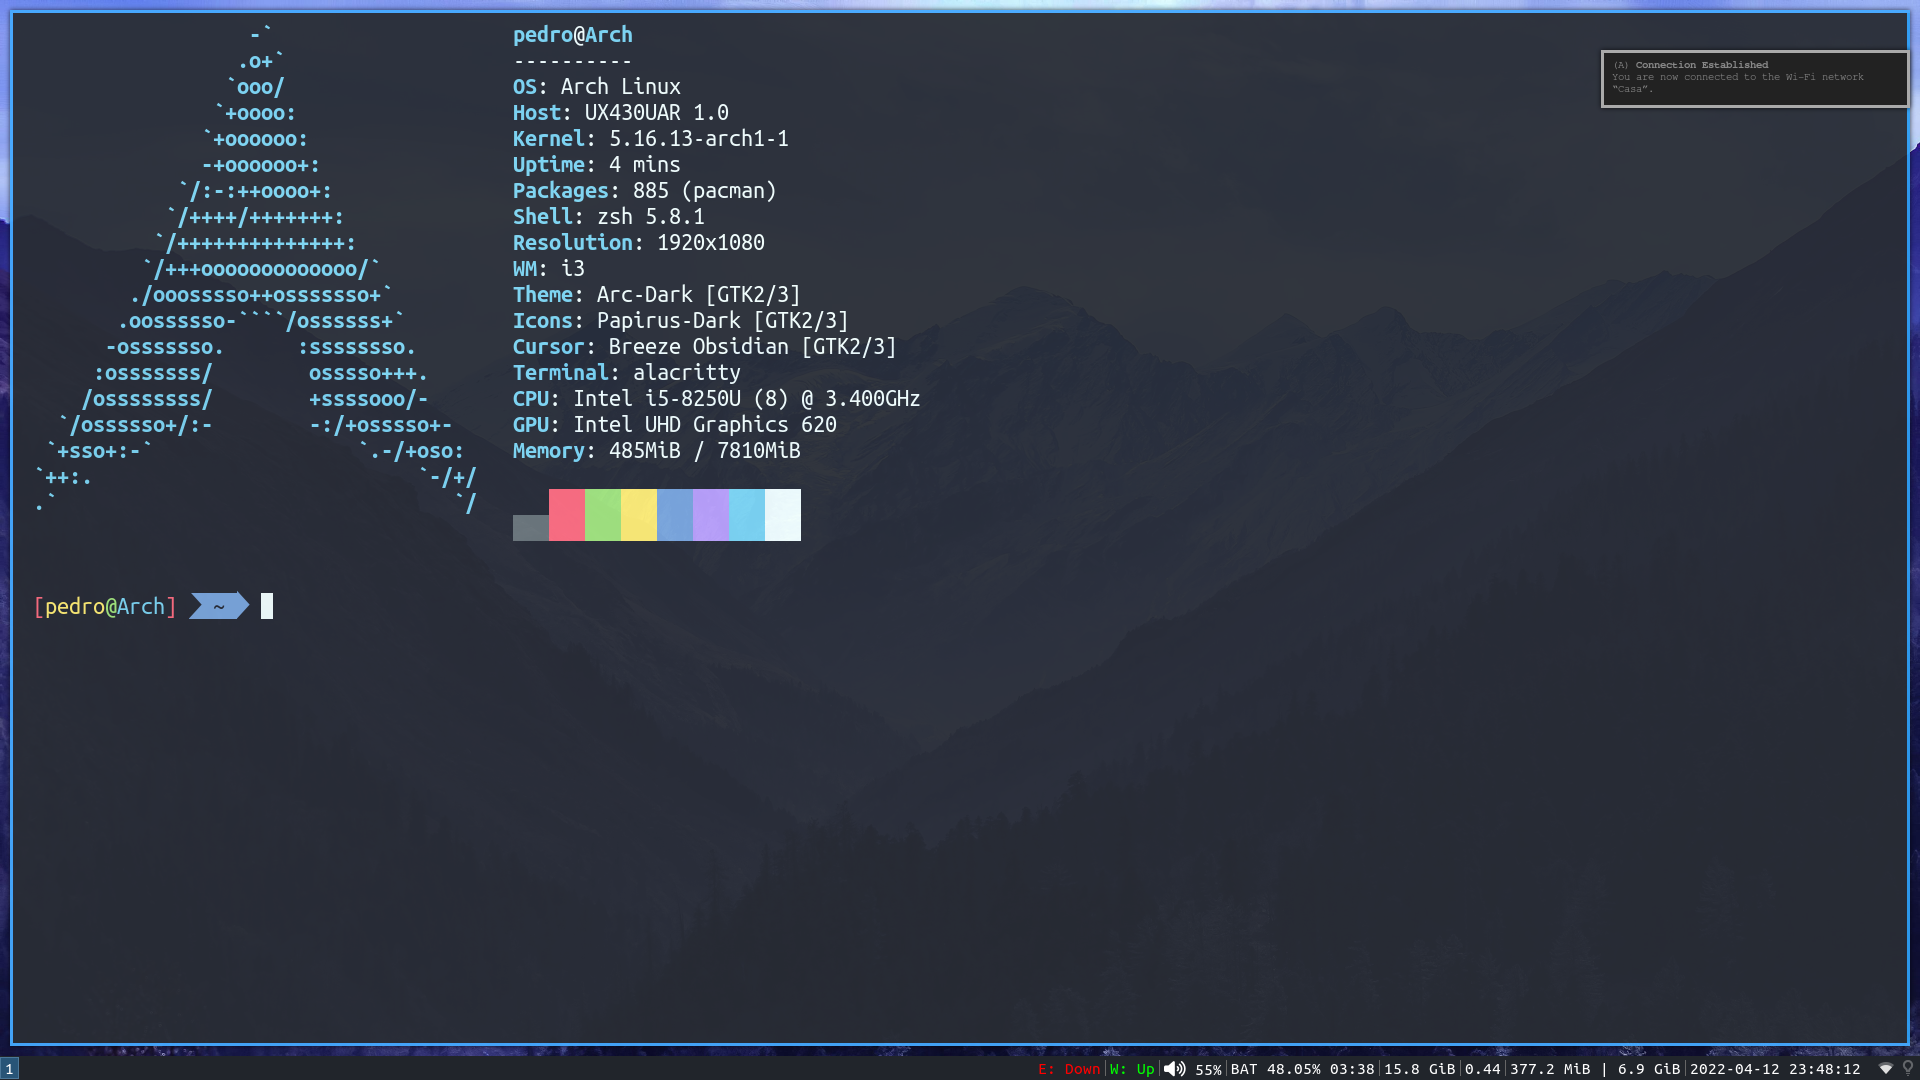 -`
.o+`
`ooo/
`+oooo:
`+oooooo:
-+oooooo+:
`/:-:++oooo+:
`/++++/+++++++:
`/++++++++++++++:
`/+++ooooooooooooo/`
./ooosssso++osssssso+`
.oossssso-````/ossssss+`
-osssssso.      :ssssssso.
:osssssss/        osssso+++.
/ossssssss/        +ssssooo/-
`/ossssso+/:-        -:/+osssso+-
`+sso+:-`                 `.-/+oso:
`++:.                           `-/+/
.`                                 `/
pedro@Arch
----------
OS: Arch Linux
Host: UX430UAR 1.0
Kernel: 5.16.13-arch1-1
Uptime: 4 mins
Packages: 885 (pacman)
Shell: zsh 5.8.1
Resolution: 1920x1080
WM: i3
Theme: Arc-Dark [GTK2/3]
Icons: Papirus-Dark [GTK2/3]
Cursor: Breeze Obsidian [GTK2/3]
Terminal: alacritty
CPU: Intel i5-8250U (8) @ 3.400GHz
GPU: Intel UHD Graphics 620
Memory: 485MiB / 7810MiB
(A) Connection Established
You are now connected to the Wi-Fi network
“Casa”.
[pedro@Arch] ~
1
E: Down|W: Up| 55%|BAT 48.05% 03:38|15.8 GiB|0.44|377.2 MiB | 6.9 GiB|2022-04-12 23:48:12